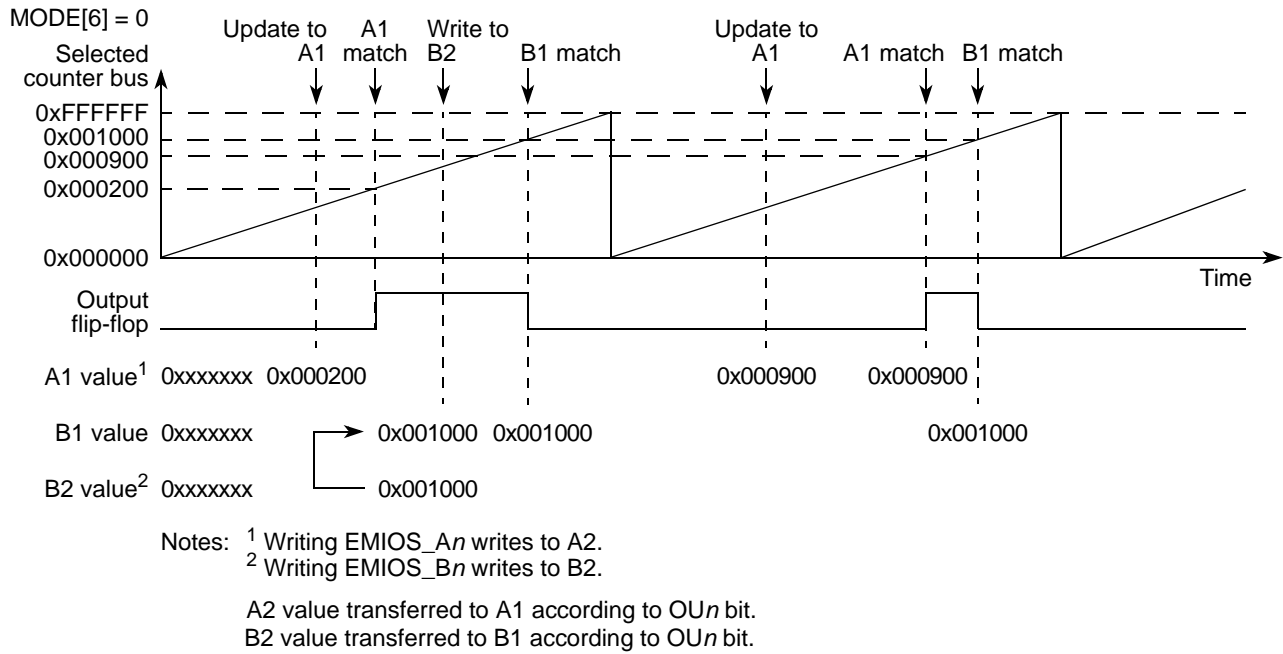 MODE[6] = 0
Update to A1
A1 match
Write to B2
B1 match
Update to A1
A1 match
B1 match
Selected counter bus
0xFFFFFF
0x001000
0x000900
0x000200
0x000000
Time
Output flip-flop
A1 value1 0xxxxxxx 0x000200 0x000900 0x000900
B1 value 0xxxxxxx 0x001000 0x001000 0x001000
B2 value2 0xxxxxxx 0x001000
Notes: 1 Writing EMIOS_An writes to A2.
2 Writing EMIOS_Bn writes to B2.
A2 value transferred to A1 according to OUn bit.
B2 value transferred to B1 according to OUn bit.